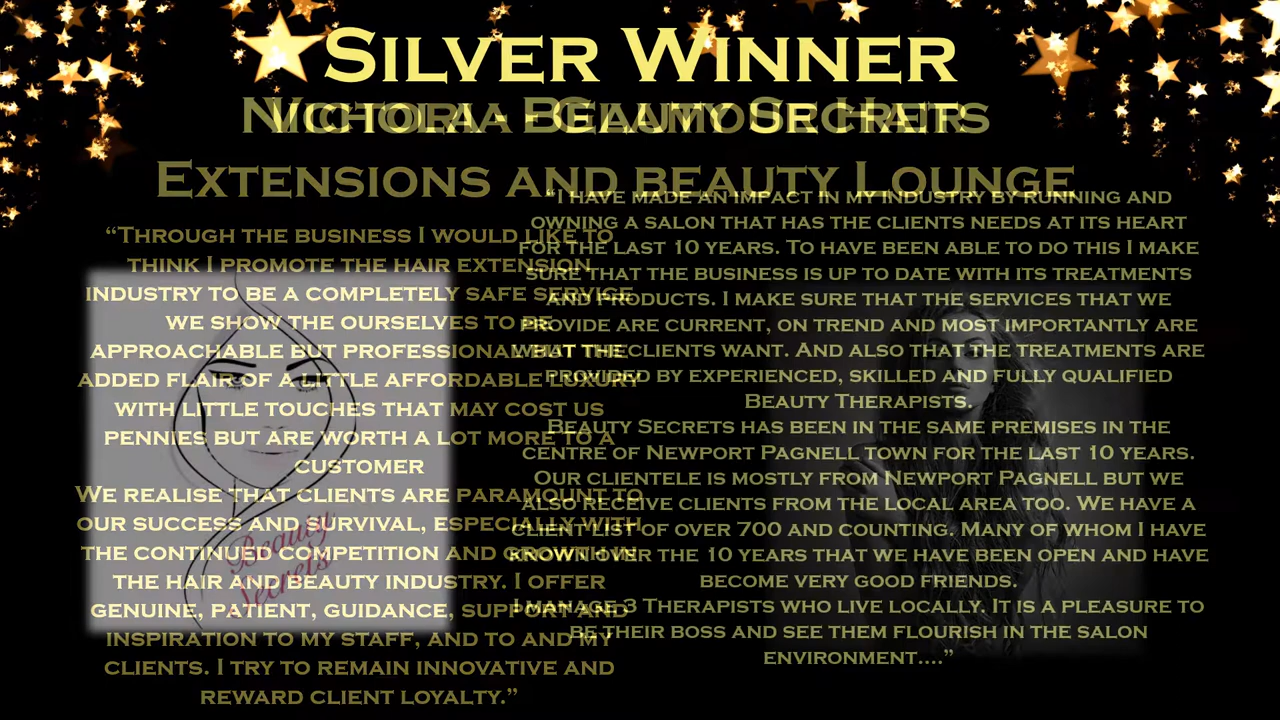 Silver Winner
Nichola - Glamour Hair
Extensions and beauty Lounge
Victoria - Beauty Secrets
“Through the business I would like to
think I promote the hair extension
industry to be a completely safe service
we show the ourselves to be
approachable but professional but the
added flair of a little affordable luxury
with little touches that may cost us
pennies but are worth a lot more to a
customer
We realise that clients are paramount to
our success and survival, especially with
the continued competition and growth in
the hair and beauty industry. I offer
genuine, patient, guidance, support and
inspiration to my staff, and to and my
clients. I try to remain innovative and
reward client loyalty.”
“I have made an impact in my industry by running and
owning a salon that has the clients needs at its heart
for the last 10 years. To have been able to do this I make
sure that the business is up to date with its treatments
and products. I make sure that the services that we
provide are current, on trend and most importantly are
what the clients want. And also that the treatments are
provided by experienced, skilled and fully qualified
Beauty Therapists.
Beauty Secrets has been in the same premises in the
centre of Newport Pagnell town for the last 10 years.
Our clientele is mostly from Newport Pagnell but we
also receive clients from the local area too. We have a
client list of over 700 and counting. Many of whom I have
known over the 10 years that we have been open and have
become very good friends.
I manage 3 Therapists who live locally. It is a pleasure to
be their boss and see them flourish in the salon
environment....”
Beauty
Secrets